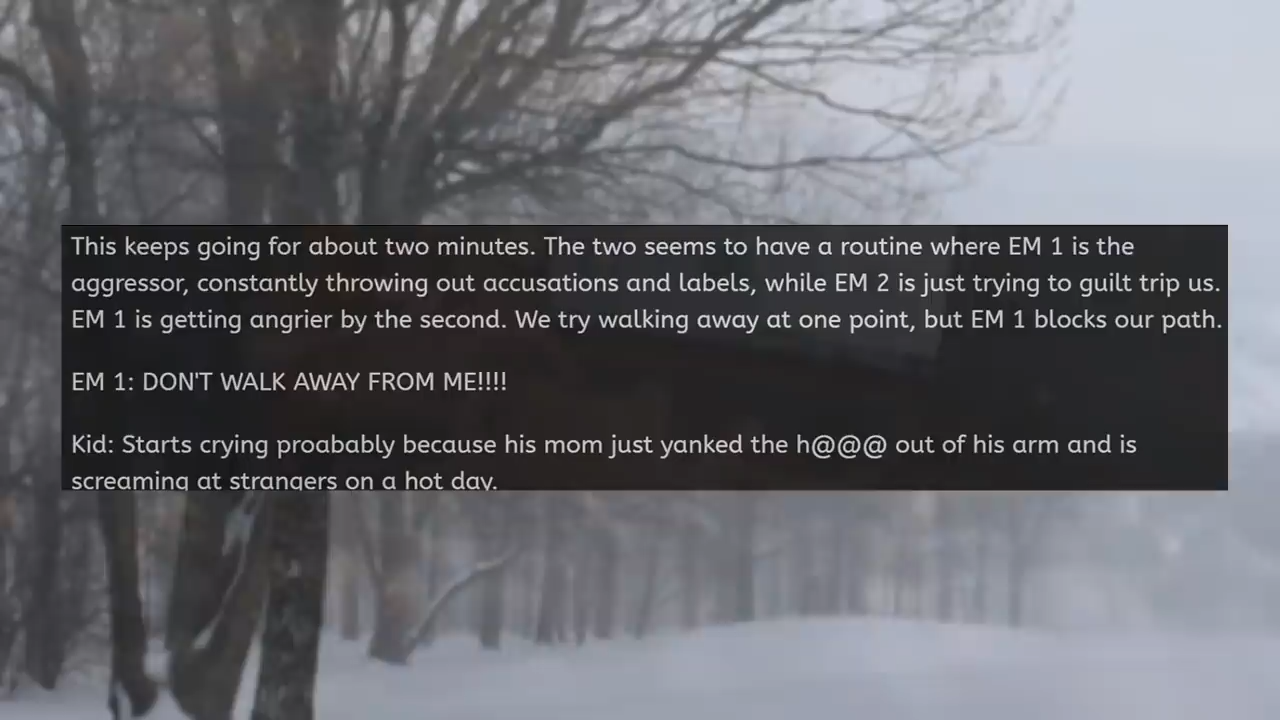 This keeps going for about two minutes. The two seems to have a routine where EM 1 is the
aggressor, constantly throwing out accusations and labels, while EM 2 is just trying to guilt trip us.
EM 1 is getting angrier by the second. We try walking away at one point, but EM 1 blocks our path.
EM 1: DON'T WALK AWAY FROM ME!!!!
Kid: Starts crying proabably because his mom just yanked the h@@@ out of his arm and is
screaming at strangers on a hot day.